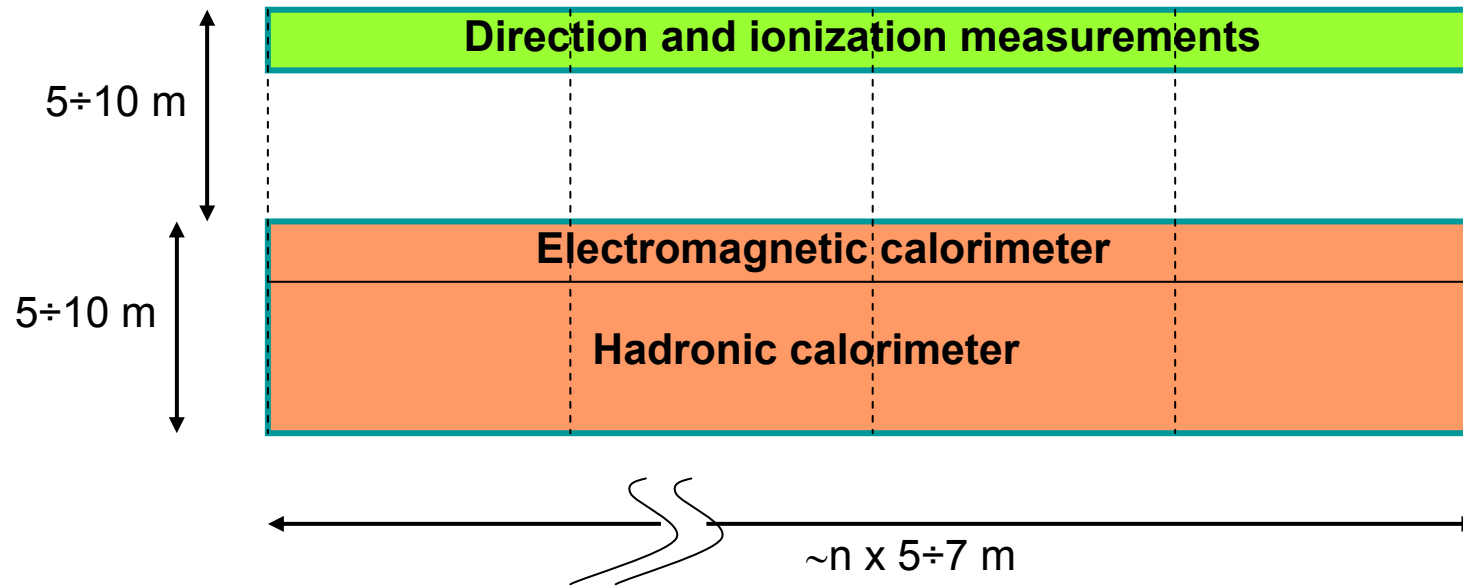 Direction and ionization measurements
5÷10 m
Electromagnetic calorimeter
5÷10 m
Hadronic calorimeter
~n x 5÷7 m